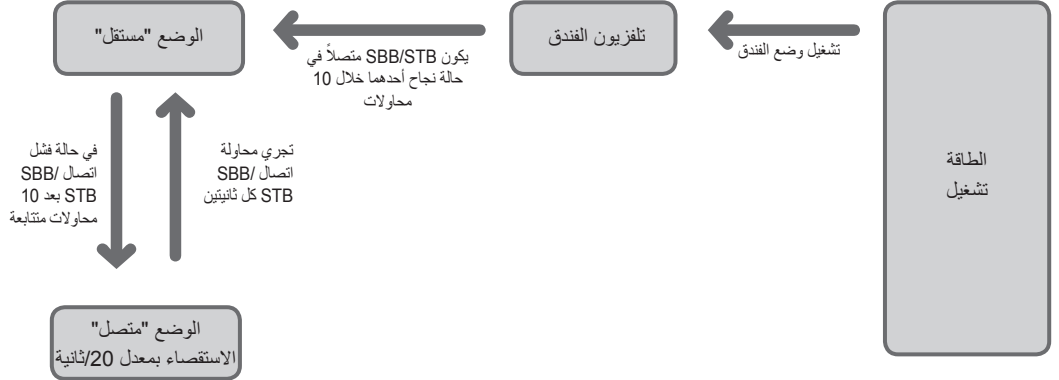 الطاقة
تشغيل
تشغيل وضع الفندق
تلفزيون الفندق
يكون SBB/STB متصلاً في
حالة نجاح أحدهما خلال 10
محاولات
الوضع "مستقل"
تجري محاولة
اتصال SBB/
STB كل ثانيتين
في حالة فشل
اتصال SBB/
STB بعد 10
محاولات متتابعة
الوضع "متصل"
الاستقصاء بمعدل 20/ثانية